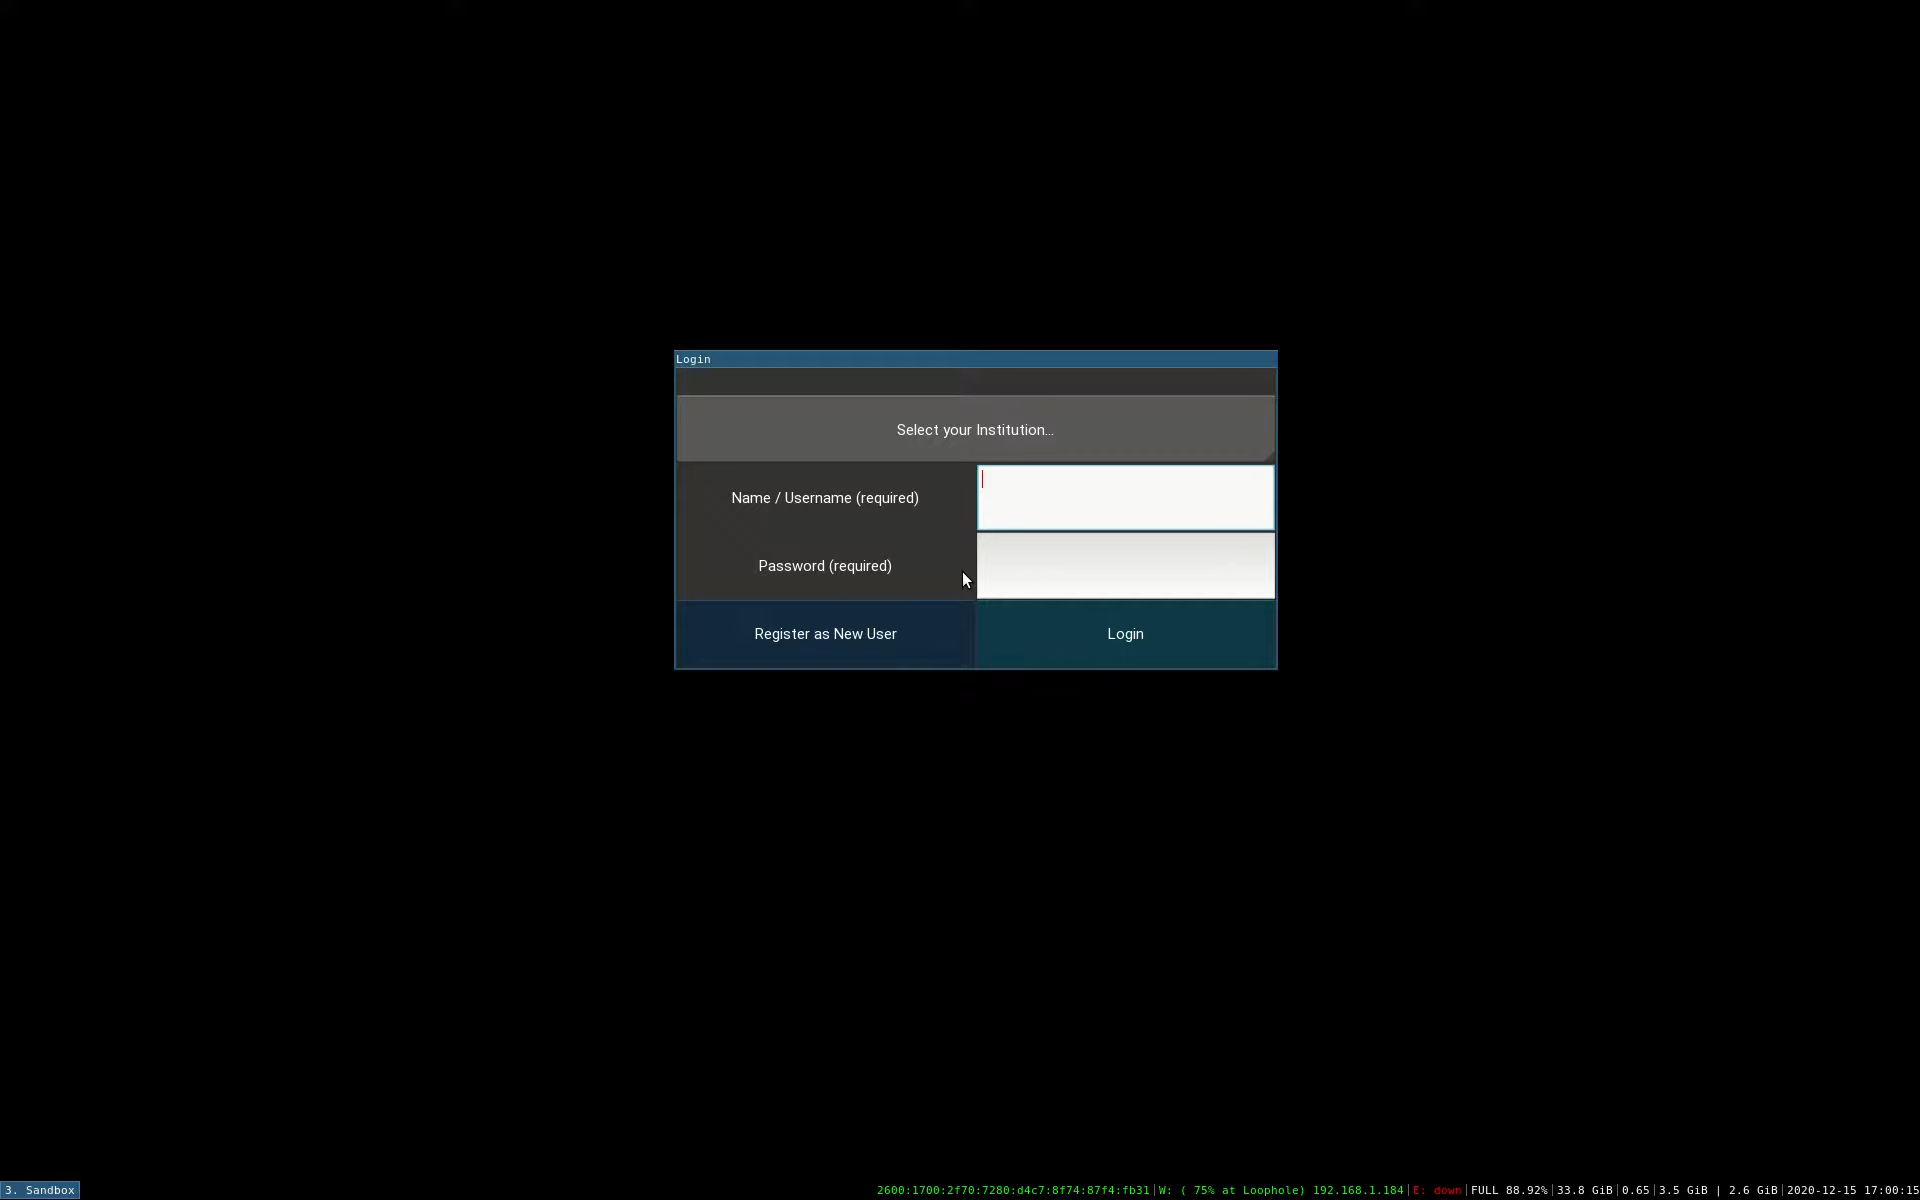 Login
Select your Institution...
Name / Username (required)
Password (required)
Register as New User Login
3. Sandbox 2600:1700:2f70:7280:d4c7:8f74:87f4:fb31|W: ( 75% at Loophole) 192.168.1.184|E: down|FULL 88.92%|33.8 GiB|0.65|3.5 GiB | 2.6 GiB|2020-12-15 17:00:15